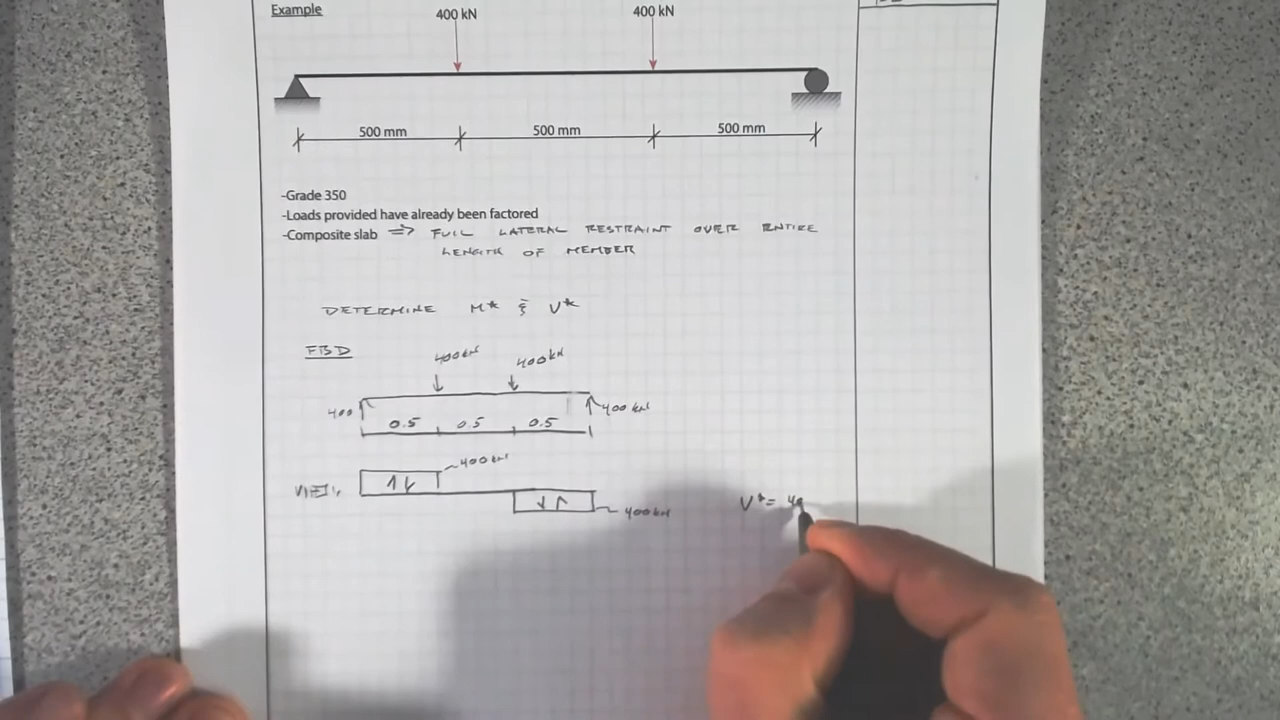 Example
400 kN 400 kN
500 mm 500 mm 500 mm
-Grade 350
-Loads provided have already been factored
-Composite slab ⇒ FULL LATERAL RESTRAINT OVER ENTIRE
LENGTH OF MEMBER
DETERMINE M* & V*
FBD
400kN 400kN
400 400 kN
0.5 0.5 0.5
400kN
400kN
V* = 40